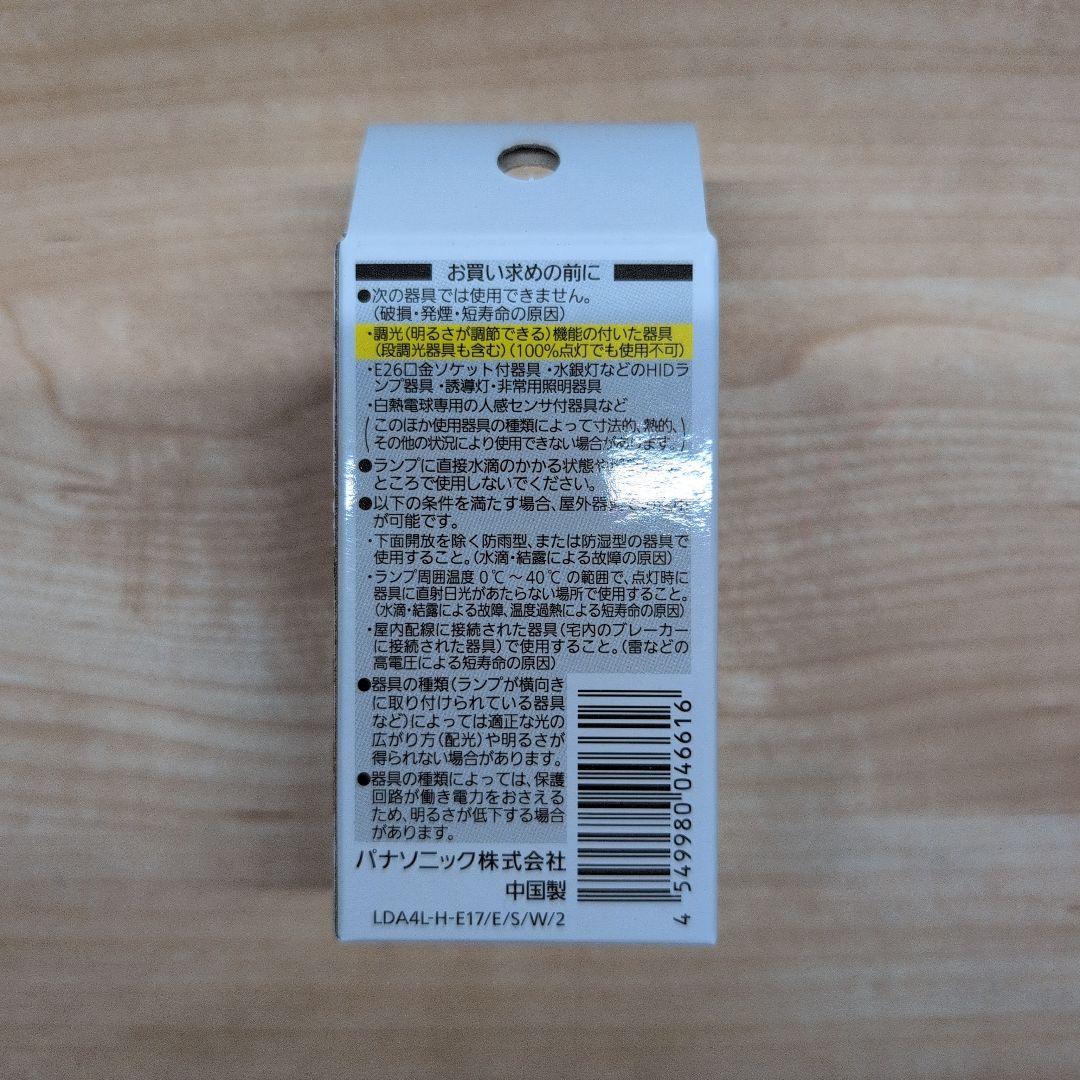 お買い求めの前に
●次の器具では使用できません。
(破損・発煙・短寿命の原因)
・調光(明るさが調節できる)機能の付いた器具
(段調光器具も含む)(100%点灯でも使用不可)
・E26口金ソケット付器具・水銀灯などのHIDラ
ンプ器具・誘導灯・非常用照明器具
・白熱電球専用の人感センサ付器具など
(このほか使用器具の種類によって寸法的、熱的、
その他の状況により使用できない場合があります。)
●ランプに直接水滴のかかる状態や
ところで使用しないでください。
●以下の条件を満たす場合、屋外器
が可能です。
・下面開放を除く防雨型、または防湿型の器具で
使用すること。(水滴・結露による故障の原因)
・ランプ周囲温度 0℃〜40℃ の範囲で、点灯時に
器具に直射日光があたらない場所で使用すること。
(水滴・結露による故障、温度過熱による短寿命の原因)
・屋内配線に接続された器具(宅内のブレーカー
に接続された器具)で使用すること。(雷などの
高電圧による短寿命の原因)
●器具の種類(ランプが横向き
に取り付けられている器具
など)によっては適正な光の
広がり方(配光)や明るさが
得られない場合があります。
●器具の種類によっては、保護
回路が働き電力をおさえる
ため、明るさが低下する場合
があります。
パナソニック株式会社
中国製
LDA4L-H-E17/E/S/W/2
4 549980 046616